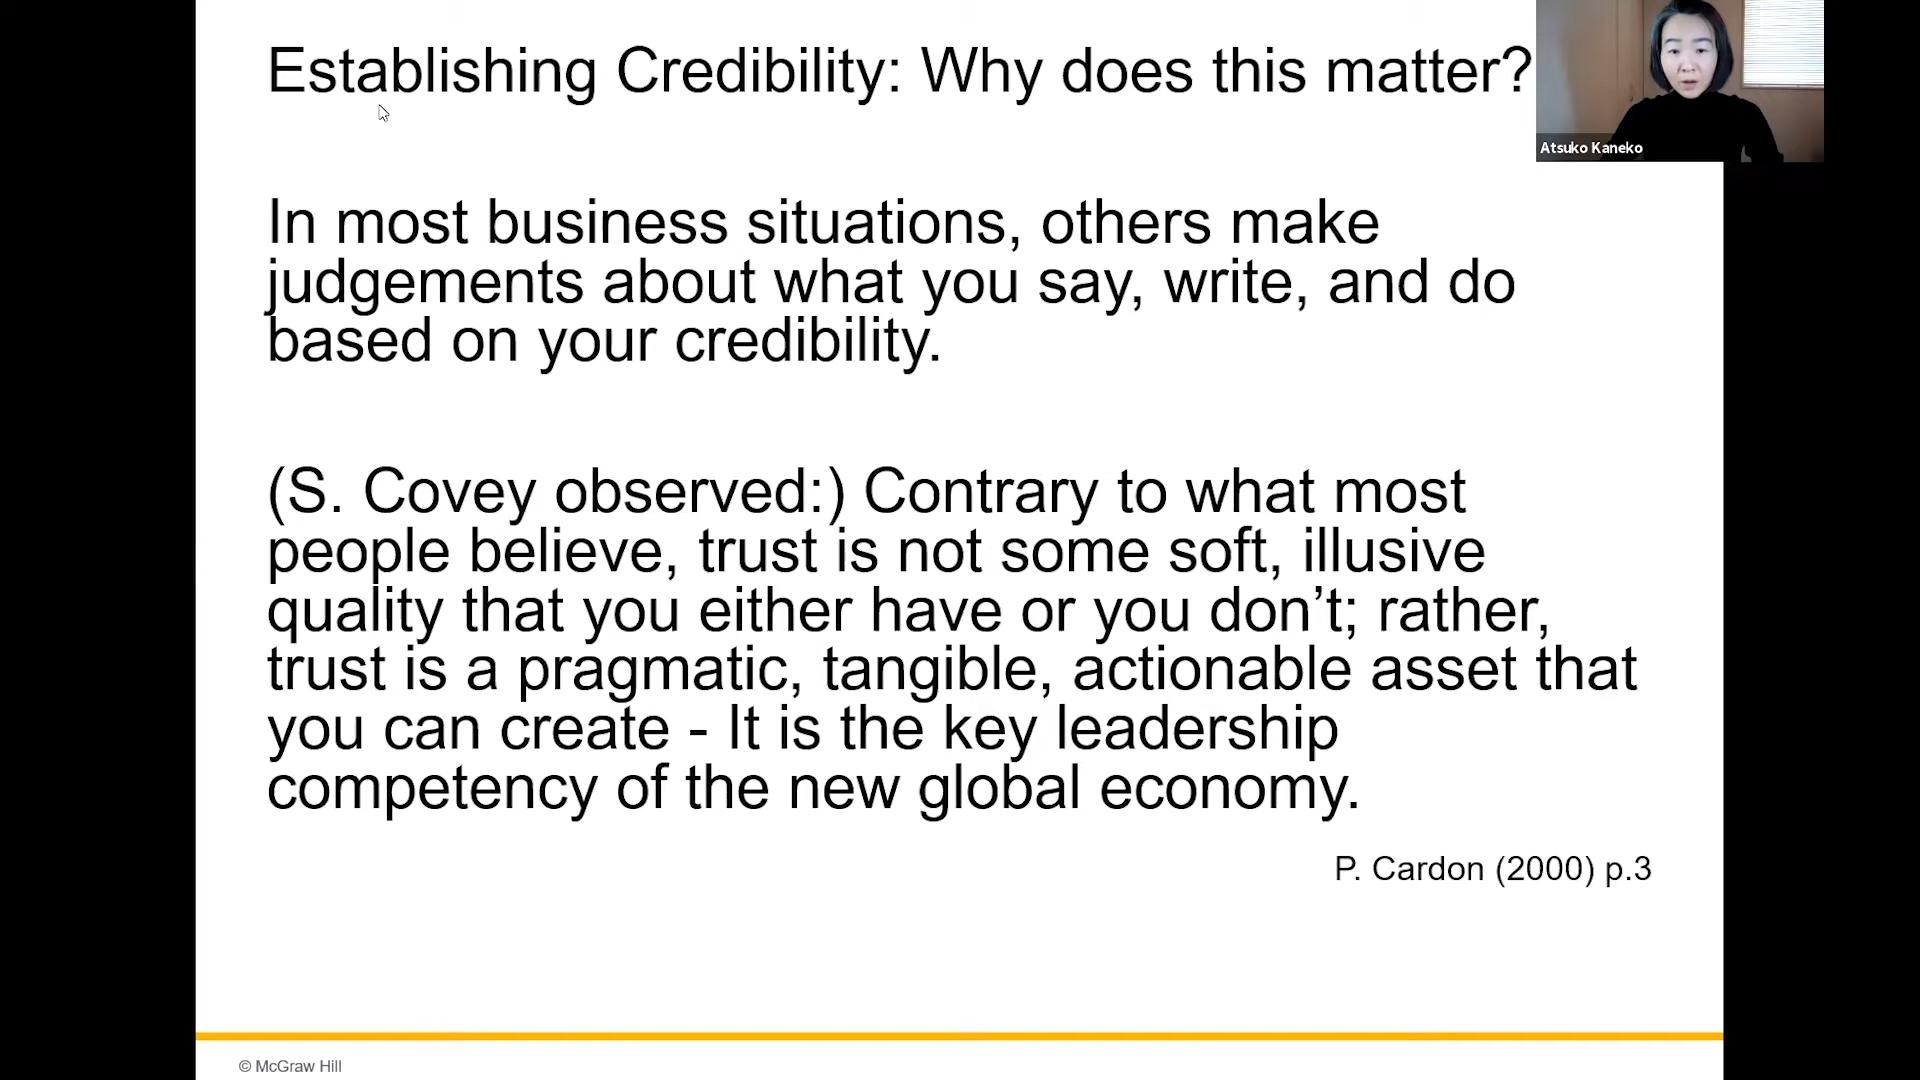 Establishing Credibility: Why does this matter?
Atsuko Kaneko
In most business situations, others make
judgements about what you say, write, and do
based on your credibility.
(S. Covey observed:) Contrary to what most
people believe, trust is not some soft, illusive
quality that you either have or you don’t; rather,
trust is a pragmatic, tangible, actionable asset that
you can create - It is the key leadership
competency of the new global economy.
P. Cardon (2000) p.3
© McGraw Hill